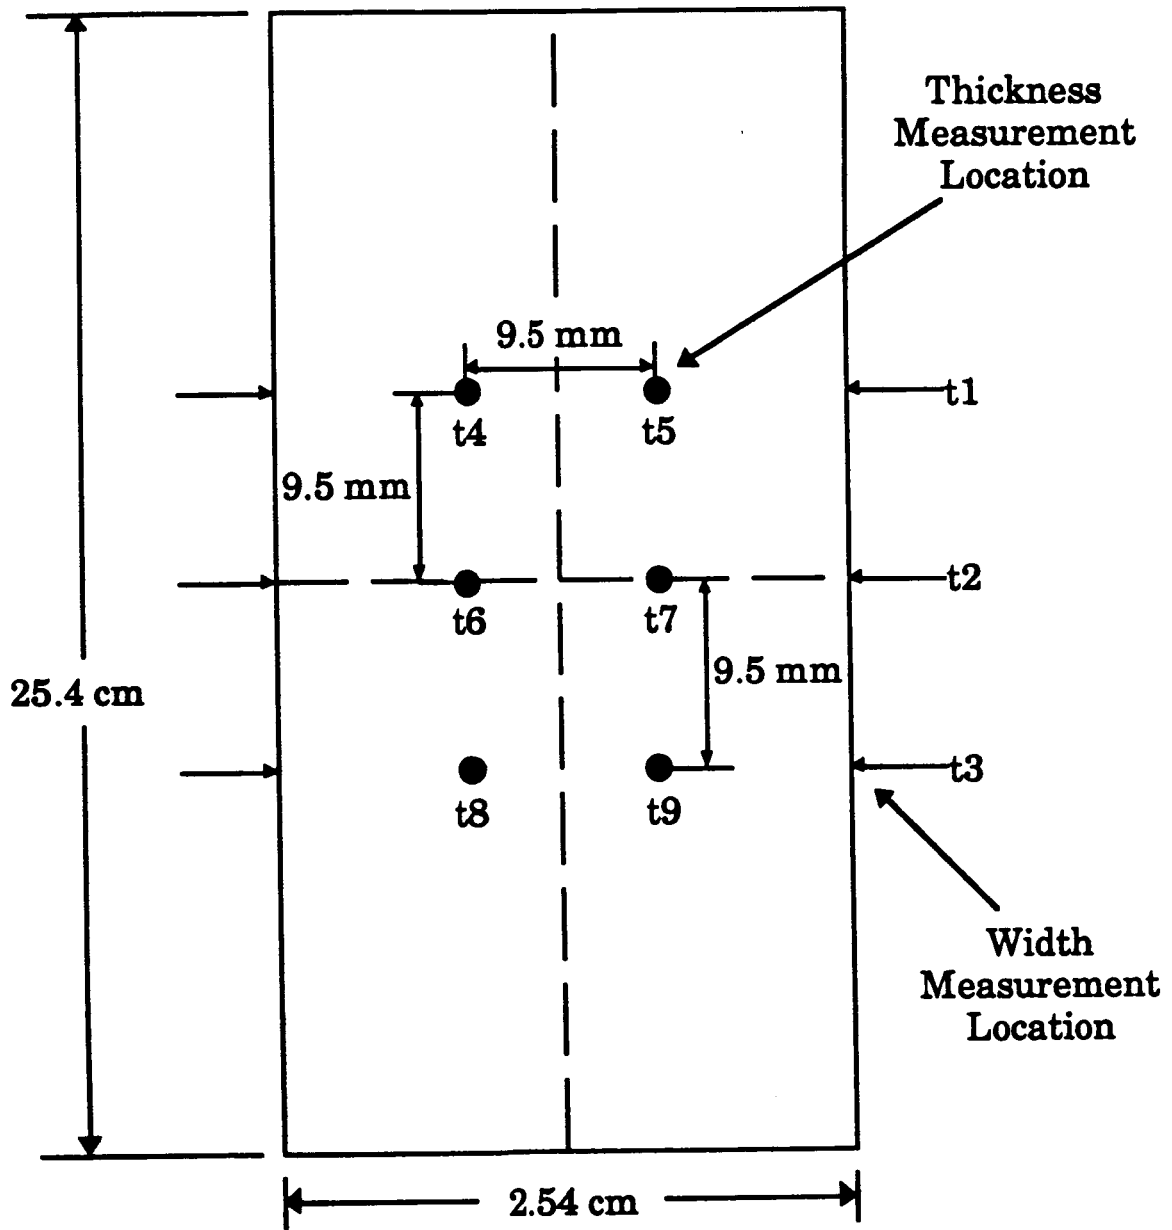 Thickness
Measurement
Location
9.5 mm
t1
t4
t5
9.5 mm
t2
t6
t7
9.5 mm
25.4 cm
t3
t8
t9
Width
Measurement
Location
2.54 cm